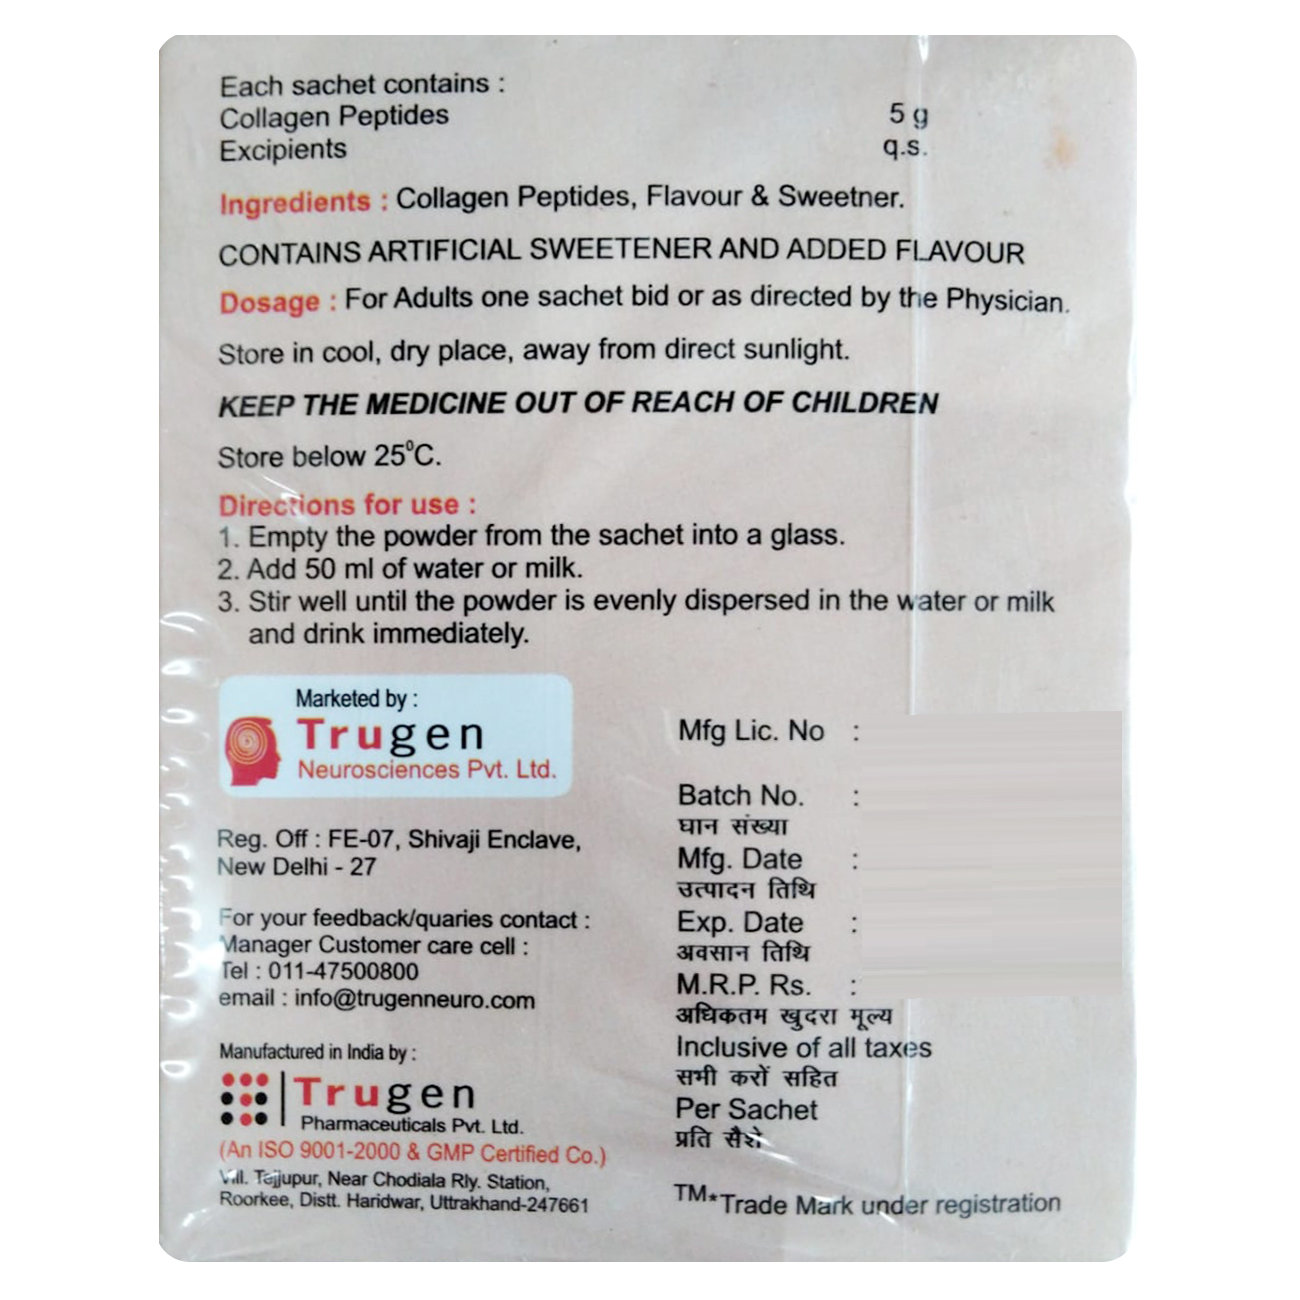 Each sachet contains :
Collagen Peptides 5 g
Excipients q.s.
Ingredients : Collagen Peptides, Flavour & Sweetner.
CONTAINS ARTIFICIAL SWEETENER AND ADDED FLAVOUR
Dosage : For Adults one sachet bid or as directed by the Physician.
Store in cool, dry place, away from direct sunlight.
KEEP THE MEDICINE OUT OF REACH OF CHILDREN
Store below 25⁰C.
Directions for use :
1. Empty the powder from the sachet into a glass.
2. Add 50 ml of water or milk.
3. Stir well until the powder is evenly dispersed in the water or milk
and drink immediately.
Marketed by :
Trugen
Neurosciences Pvt. Ltd.
Reg. Off : FE-07, Shivaji Enclave,
New Delhi - 27
For your feedback/quaries contact :
Manager Customer care cell :
Tel : 011-47500800
email : info@trugenneuro.com
Manufactured in India by :
Trugen
Pharmaceuticals Pvt. Ltd.
(An ISO 9001-2000 & GMP Certified Co.)
Vill. Tajjupur, Near Chodiala Rly. Station,
Roorkee, Distt. Haridwar, Uttrakhand-247661
Mfg Lic. No :
Batch No. :
घान संख्या
Mfg. Date :
उत्पादन तिथि
Exp. Date :
अवसान तिथि
M.R.P. Rs. :
अधिकतम खुदरा मूल्य
Inclusive of all taxes
सभी करों सहित
Per Sachet
प्रति सैशे
TM* Trade Mark under registration